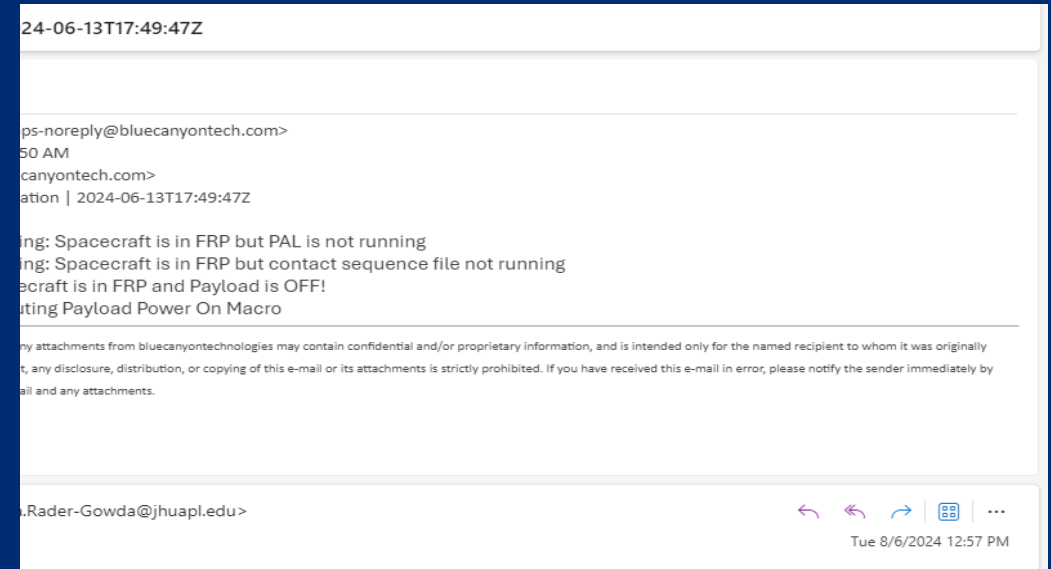 24-06-13T17:49:47Z
ps-noreply@bluecanyontech.com>
50 AM
canyontech.com>
ation | 2024-06-13T17:49:47Z
ing: Spacecraft is in FRP but PAL is not running
ing: Spacecraft is in FRP but contact sequence file not running
ecraft is in FRP and Payload is OFF!
uting Payload Power On Macro
ny attachments from bluecanyontechnologies may contain confidential and/or proprietary information, and is intended only for the named recipient to whom it was originally
t, any disclosure, distribution, or copying of this e-mail or its attachments is strictly prohibited. If you have received this e-mail in error, please notify the sender immediately by
ail and any attachments.
.Rader-Gowda@jhuapl.edu>
Tue 8/6/2024 12:57 PM